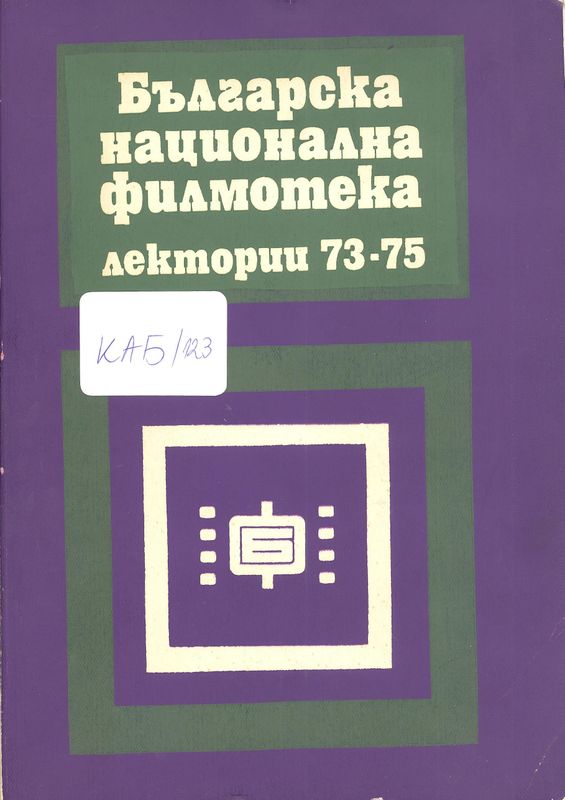 Българска
национална
филмотека
лектории 73-75
КАБ/123
Б